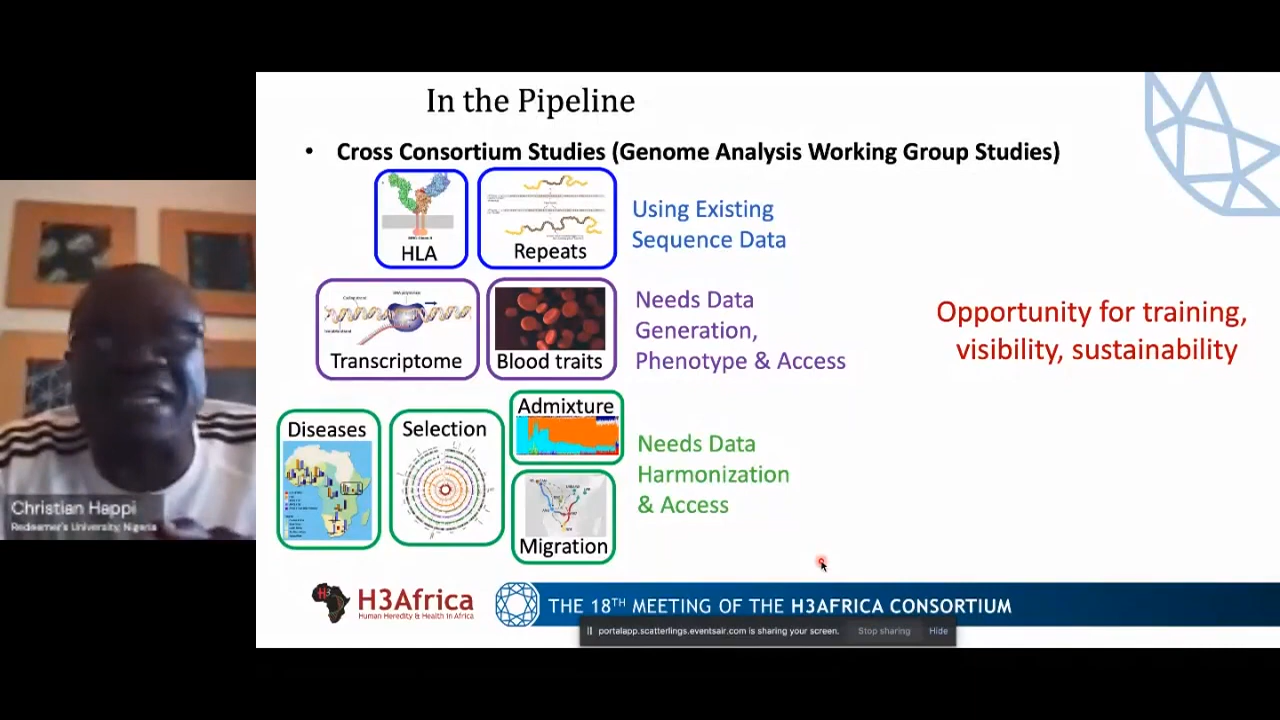 In the Pipeline
• Cross Consortium Studies (Genome Analysis Working Group Studies)
HLA
Repeats
Using Existing
Sequence Data
Transcriptome
Blood traits
Needs Data
Generation,
Phenotype & Access
Opportunity for training,
visibility, sustainability
Diseases
Selection
Admixture
Migration
Needs Data
Harmonization
& Access
Christian Happi
Redeemer's University, Nigeria
H3Africa
Human Heredity & Health in Africa
THE 18TH MEETING OF THE H3AFRICA CONSORTIUM
portalapp.scatterlings.eventsair.com is sharing your screen.
Stop sharing
Hide